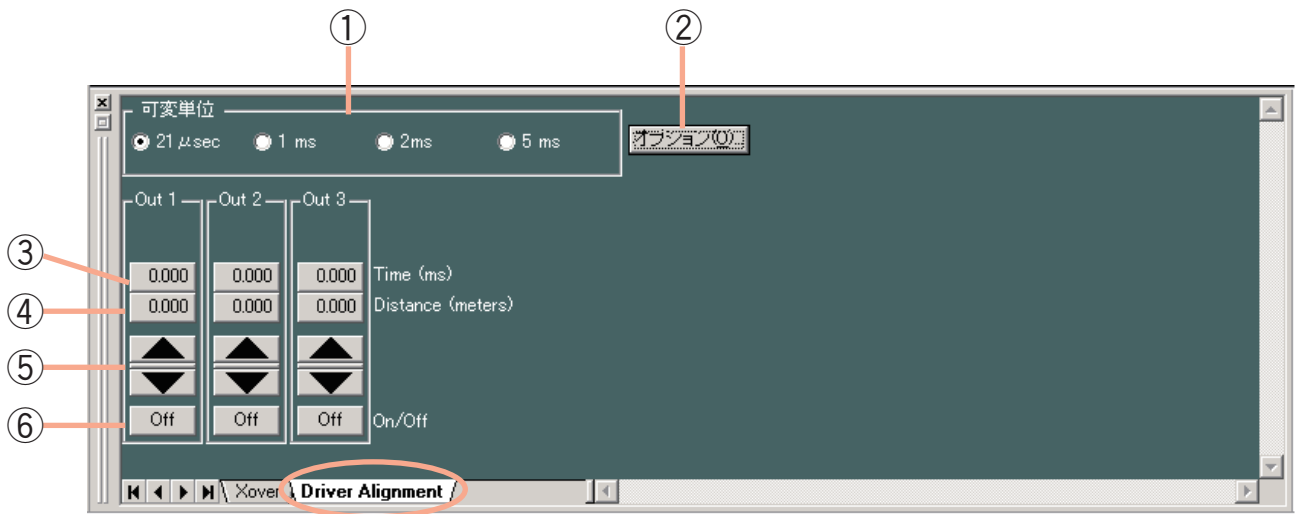 ① ②
可変単位
21μsec 1 ms 2ms 5 ms オプション(O)...
Out 1 Out 2 Out 3
③ 0.000 0.000 0.000 Time (ms)
④ 0.000 0.000 0.000 Distance (meters)
⑤
⑥ Off Off Off On/Off
Xover Driver Alignment